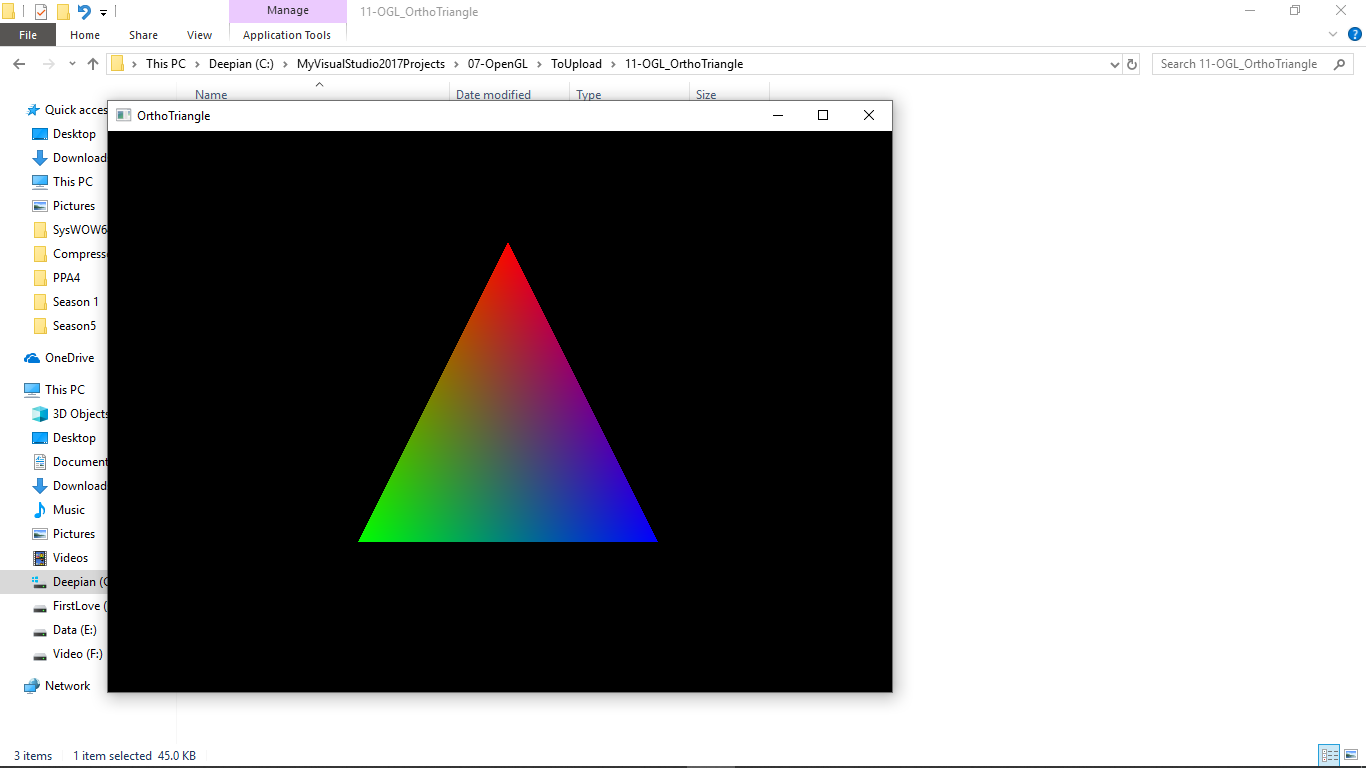 Manage
11-OGL_OrthoTriangle
File Home Share View Application Tools
This PC Deepian (C:) MyVisualStudio2017Projects 07-OpenGL ToUpload 11-OGL_OrthoTriangle
Search 11-OGL_OrthoTriangle
Name Date modified Type Size
OrthoTriangle
Quick acces
Desktop
Download
This PC
Pictures
SysWOW6
Compress
PPA4
Season 1
Season5
OneDrive
This PC
3D Objects
Desktop
Document
Download
Music
Pictures
Videos
Deepian (C
FirstLove (
Data (E:)
Video (F:)
Network
3 items 1 item selected 45.0 KB